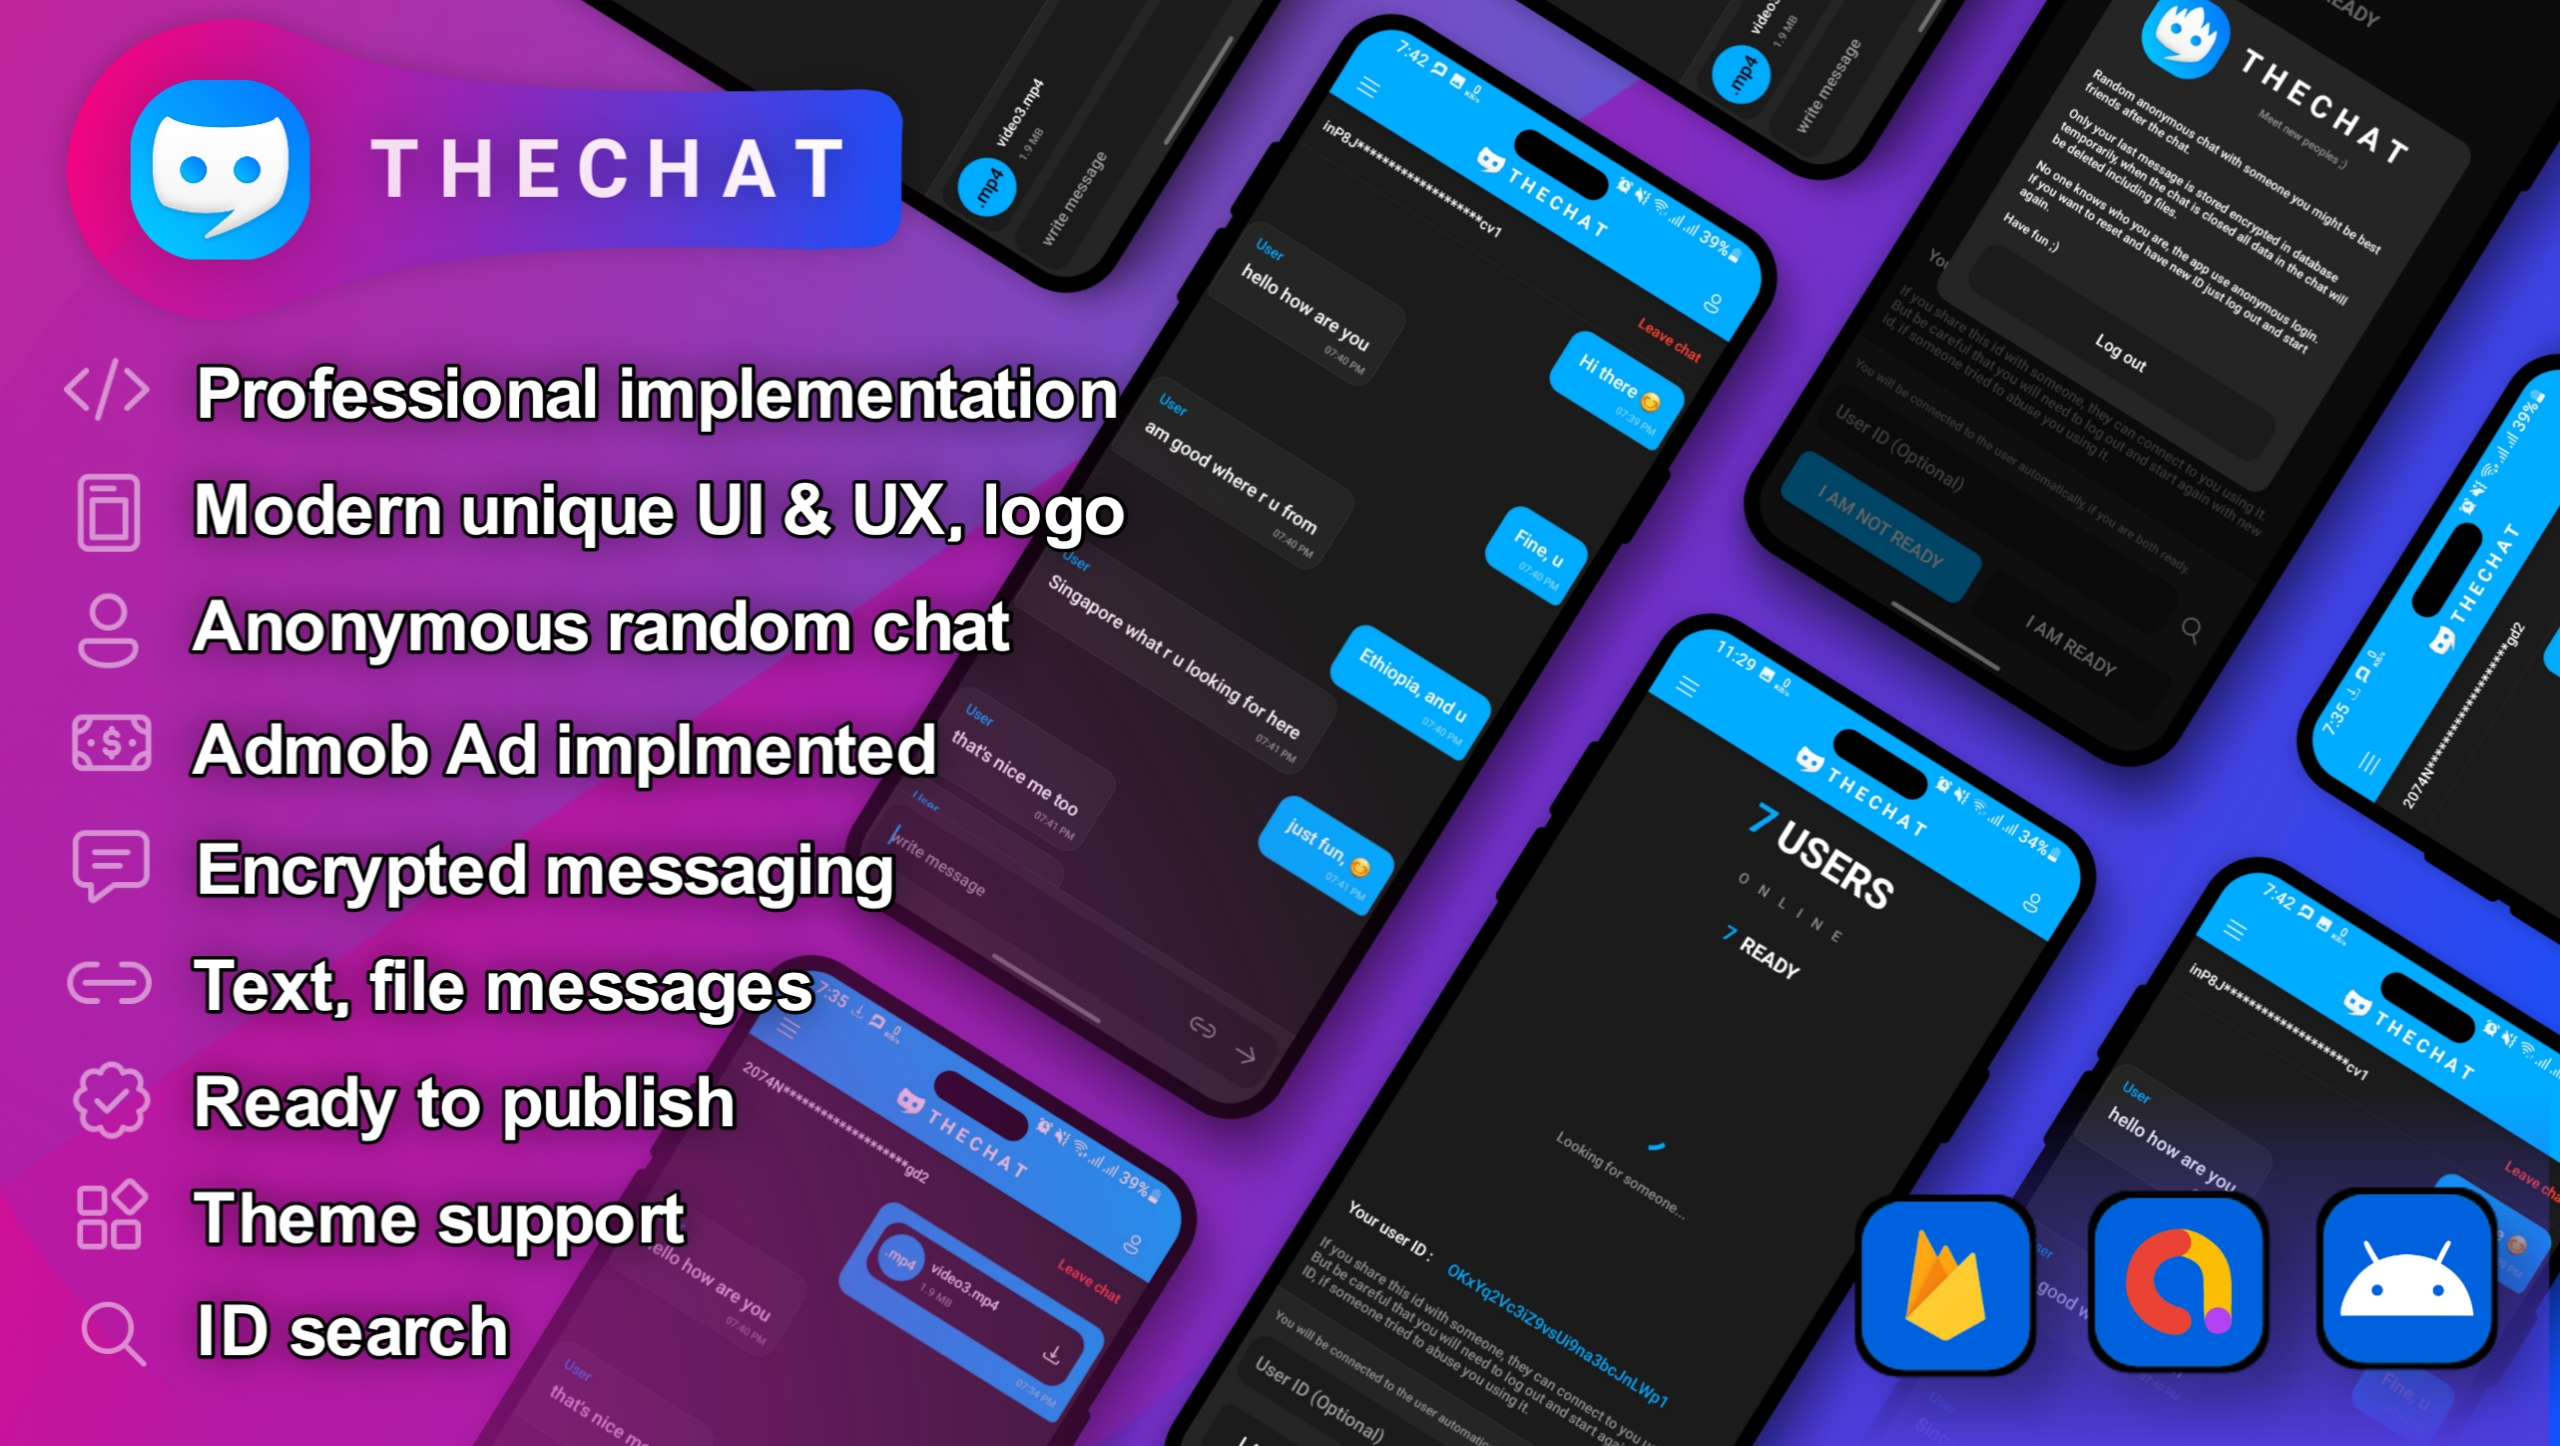 THECHAT
Professional implementation
Modern unique UI & UX, logo
Anonymous random chat
Admob Ad implmented
Encrypted messaging
Text, file messages
Ready to publish
Theme support
ID search
.mp4
video3.mp4
1.9 MB
write message
7:42
39%
THECHAT
inP8J********************cv1
Leave chat
Hi there 😊
07:39 PM
User
hello how are you
07:40 PM
Fine, u
07:40 PM
User
am good where r u from
07:40 PM
Ethiopia, and u
07:40 PM
User
Singapore what r u looking for here
07:41 PM
just fun, 😊
07:41 PM
User
that's nice me too
07:41 PM
User
write message
.mp4
video3.mp4
1.9 MB
write message
THECHAT
Meet new peoples ;)
Random anonymous chat with someone you might be best
friends after the chat.
Only your last message is stored encrypted in database
temporarily, when the chat is closed all data in the chat will
be deleted including files.
No one knows who you are, the app use anonymous login.
If you want to reset and have new ID just log out and start
again.
Have fun ;)
Log out
If you share this id with someone, they can connect to you using it.
But be careful that you will need to log out and start again with new
id, if someone tried to abuse you using it.
You will be connected to the user automatically, if you are both ready.
User ID (Optional)
I AM NOT READY
I AM READY
7:35
39%
THECHAT
2074N********************gd2
11:29
34%
THECHAT
7 USERS
ONLINE
7 READY
Looking for someone...
Your user ID : OKxYq2Vc3iZ9vsUi9na3bcJnLWp1
If you share this id with someone, they can connect to you
But be careful that you will need to log out and start
ID, if someone tried to abuse you using it.
You will be connected to the user
User ID (Optional)
7:35
39%
THECHAT
2074N********************gd2
Leave chat
.mp4
video3.mp4
1.9 MB
07:34 PM
hello how are you
07:40 PM
User
that's nice
7:42
THECHAT
inP8J********************cv1
Leave
User
hello how are you
good
Fine, u